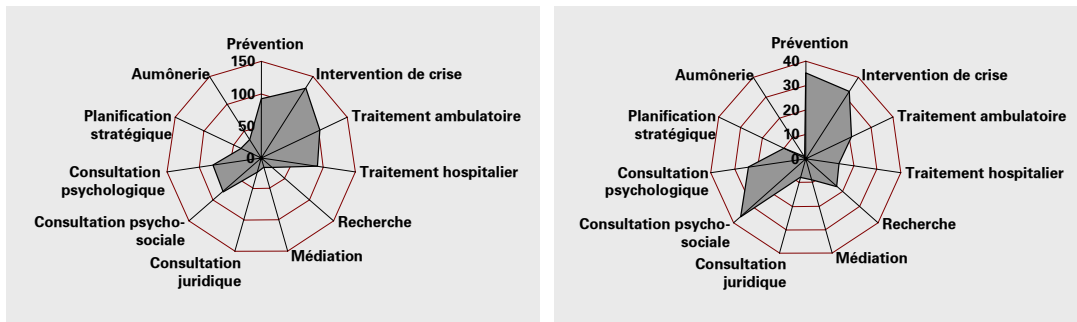 Prévention
150
Aumônerie
Intervention de crise
100
Planification
stratégique
Traitement ambulatoire
50
0
Consultation
psychologique
Traitement hospitalier
Consultation psycho-
sociale
Recherche
Consultation
juridique
Médiation
Prévention
40
Aumônerie
Intervention de crise
30
Planification
stratégique
Traitement ambulatoire
20
10
0
Consultation
psychologique
Traitement hospitalier
Consultation psycho-
sociale
Recherche
Consultation
juridique
Médiation